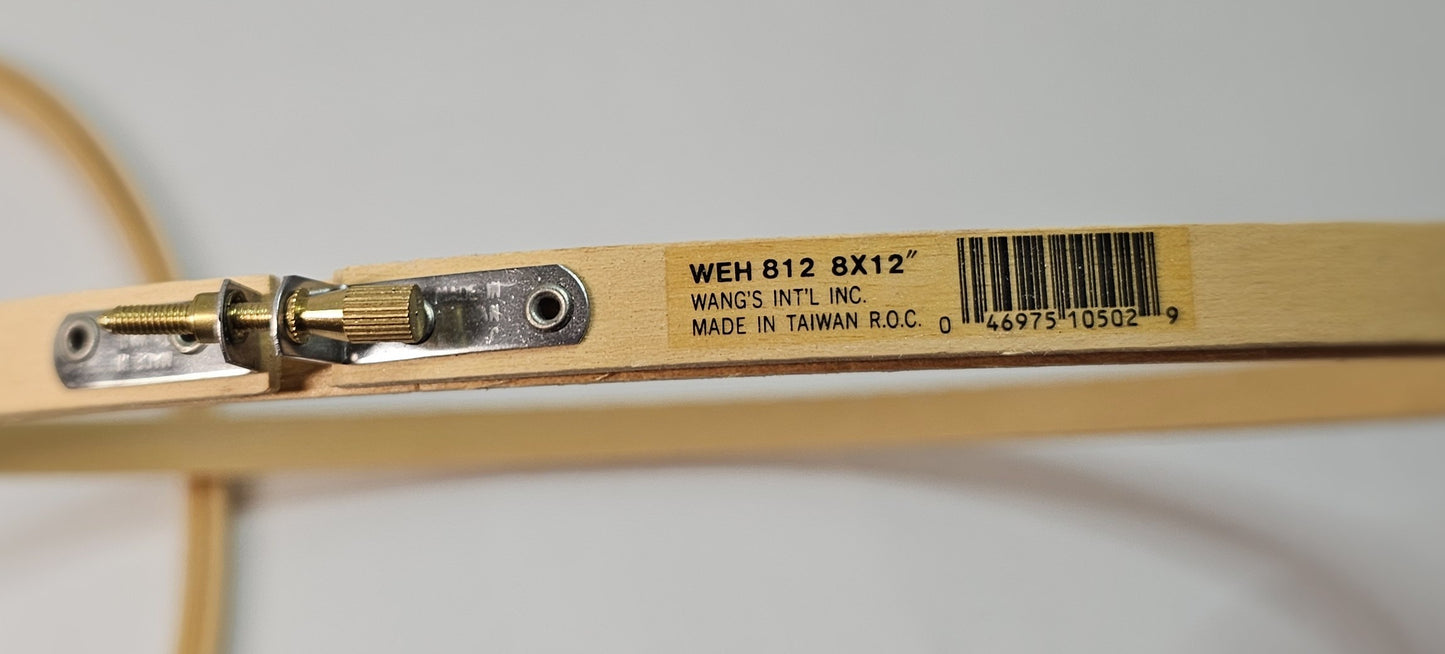 WEH 812 8X12"
WANG'S INT'L INC.
MADE IN TAIWAN R.O.C.
0 46975 10502 9